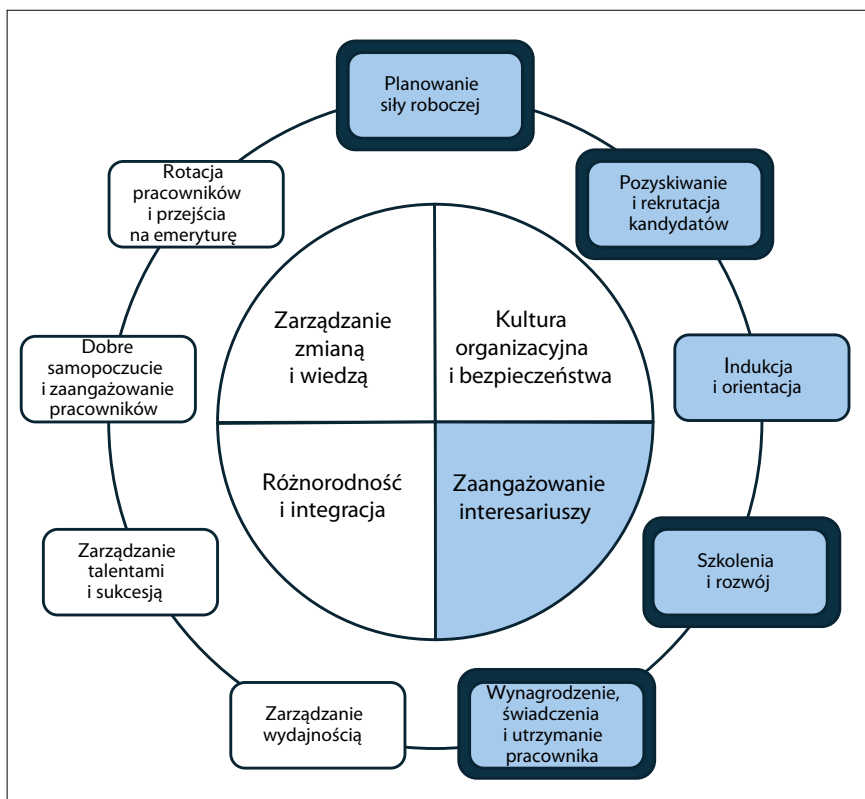 Planowanie
siły roboczej
Pozyskiwanie
i rekrutacja
kandydatów
Indukcja
i orientacja
Szkolenia
i rozwój
Wynagrodzenie,
świadczenia
i utrzymanie
pracownika
Zarządzanie
wydajnością
Zarządzanie
talentami
i sukcesją
Dobre
samopoczucie
i zaangażowanie
pracowników
Rotacja
pracowników
i przejścia
na emeryturę
Zarządzanie
zmianą
i wiedzą
Kultura
organizacyjna
i bezpieczeństwa
Różnorodność
i integracja
Zaangażowanie
interesariuszy